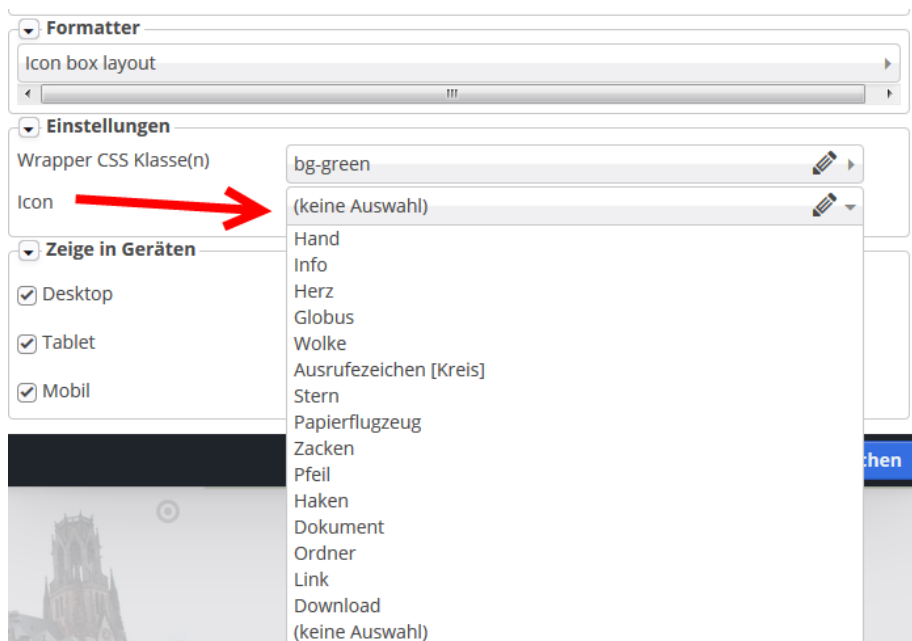 Formatter
Icon box layout
Einstellungen
Wrapper CSS Klasse(n)
bg-green
Icon
(keine Auswahl)
Hand
Info
Herz
Globus
Wolke
Ausrufezeichen [Kreis]
Stern
Papierflugzeug
Zacken
Pfeil
Haken
Dokument
Ordner
Link
Download
(keine Auswahl)
Zeige in Geräten
Desktop
Tablet
Mobil
chen